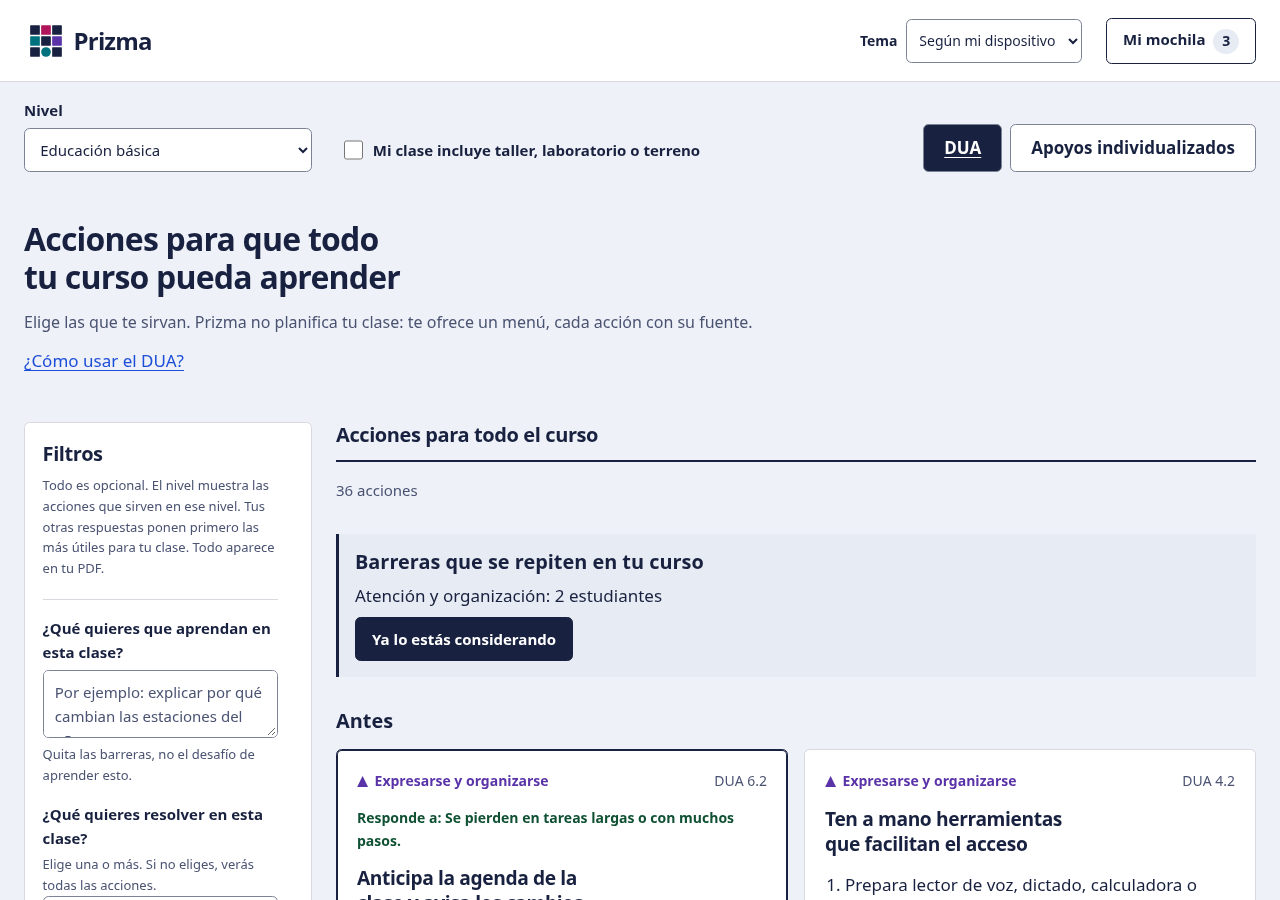 Prizma
Tema
Según mi dispositivo
Mi mochila 3
Nivel
Educación básica
Mi clase incluye taller, laboratorio o terreno
DUA
Apoyos individualizados
Acciones para que todo
tu curso pueda aprender
Elige las que te sirvan. Prizma no planifica tu clase: te ofrece un menú, cada acción con su fuente.
¿Cómo usar el DUA?
Filtros
Todo es opcional. El nivel muestra las
acciones que sirven en ese nivel. Tus
otras respuestas ponen primero las
más útiles para tu clase. Todo aparece
en tu PDF.
¿Qué quieres que aprendan en
esta clase?
Por ejemplo: explicar por qué
cambian las estaciones del
Quita las barreras, no el desafío de
aprender esto.
¿Qué quieres resolver en esta
clase?
Elige una o más. Si no eliges, verás
todas las acciones.
Acciones para todo el curso
36 acciones
Barreras que se repiten en tu curso
Atención y organización: 2 estudiantes
Ya lo estás considerando
Antes
Expresarse y organizarse
DUA 6.2
Responde a: Se pierden en tareas largas o con muchos
pasos.
Anticipa la agenda de la
clase y avisa los cambios
Expresarse y organizarse
DUA 4.2
Ten a mano herramientas
que facilitan el acceso
1. Prepara lector de voz, dictado, calculadora o